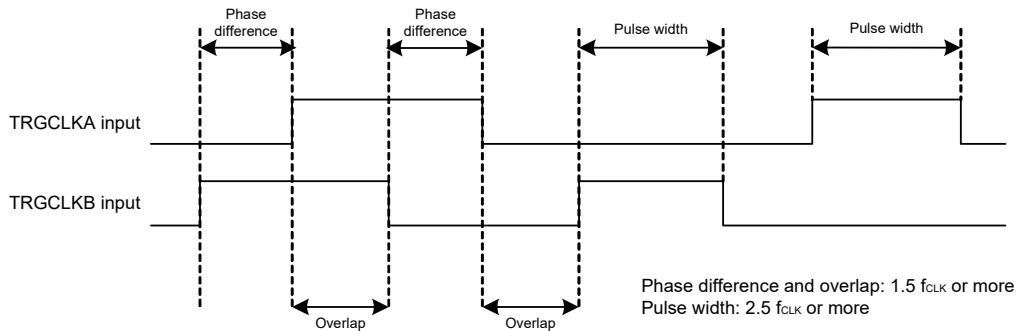 Phase
difference
Phase
difference
Pulse width
Pulse width
TRGCLKA input
TRGCLKB input
Phase difference and overlap: 1.5 fCLK or more
Pulse width: 2.5 fCLK or more
Overlap
Overlap